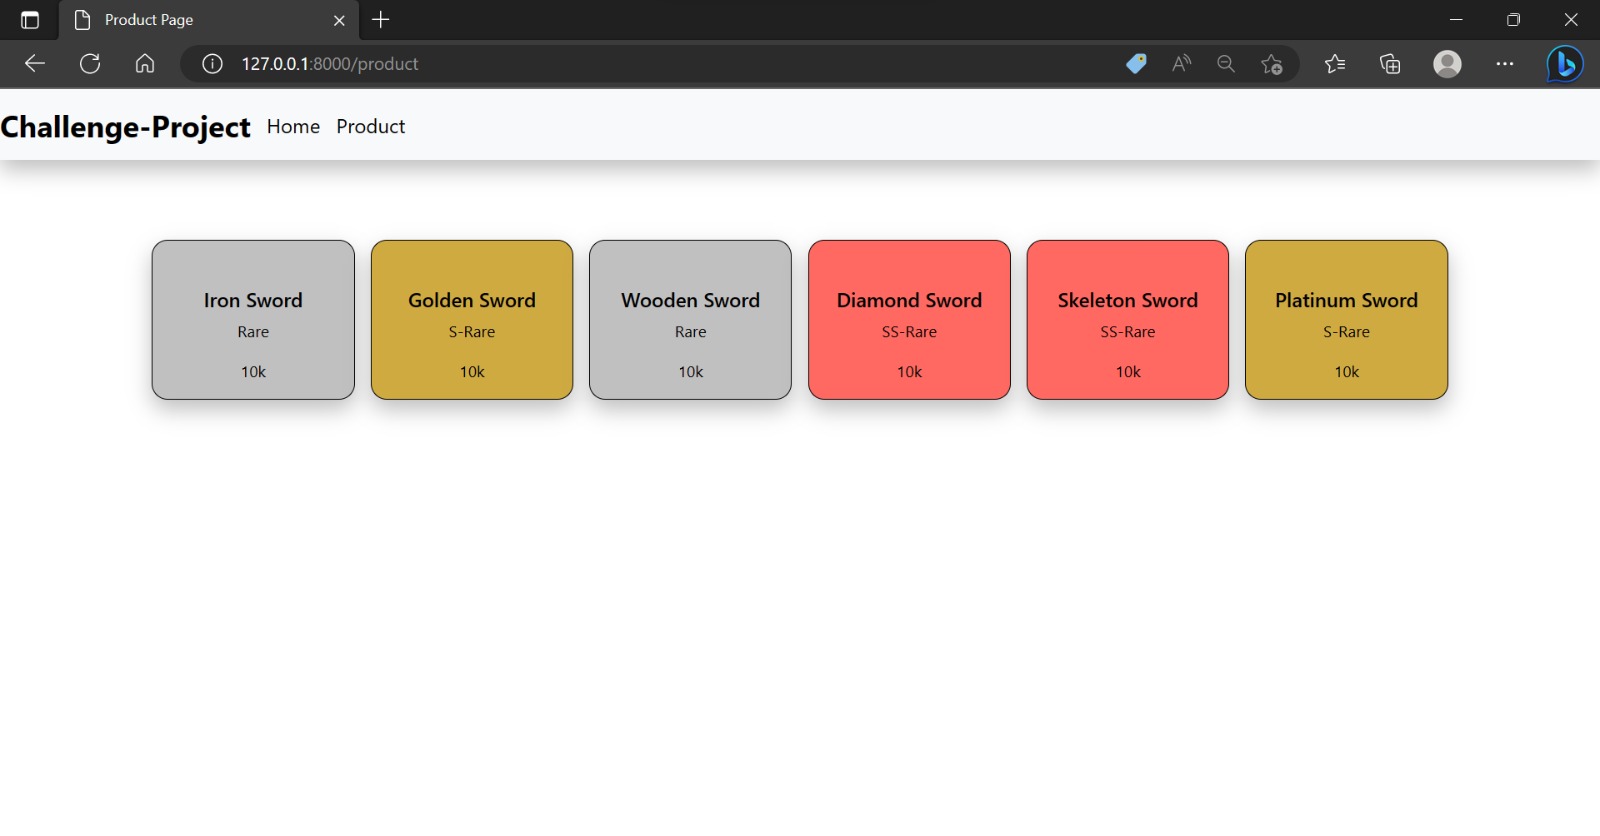 Product Page
127.0.0.1:8000/product
Challenge-Project Home Product
Iron Sword
Rare
10k
Golden Sword
S-Rare
10k
Wooden Sword
Rare
10k
Diamond Sword
SS-Rare
10k
Skeleton Sword
SS-Rare
10k
Platinum Sword
S-Rare
10k